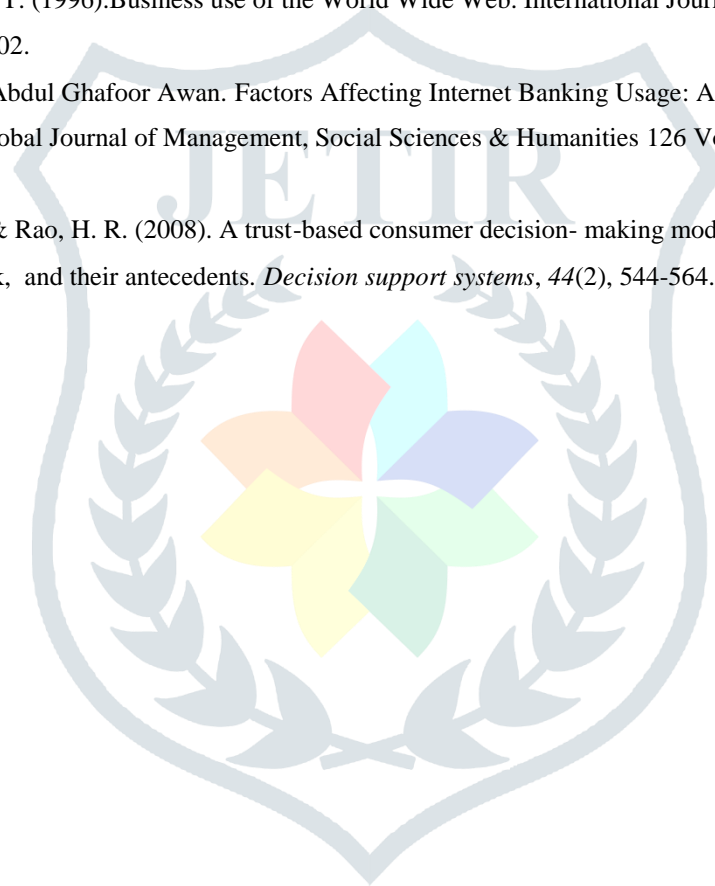 T. (1996).Business use of the World Wide Web. International Jour
02.
Abdul Ghafoor Awan. Factors Affecting Internet Banking Usage: A
obal Journal of Management, Social Sciences & Humanities 126 V
JETIR
& Rao, H. R. (2008). A trust-based consumer decision- making mod
k, and their antecedents. Decision support systems, 44(2), 544-564.